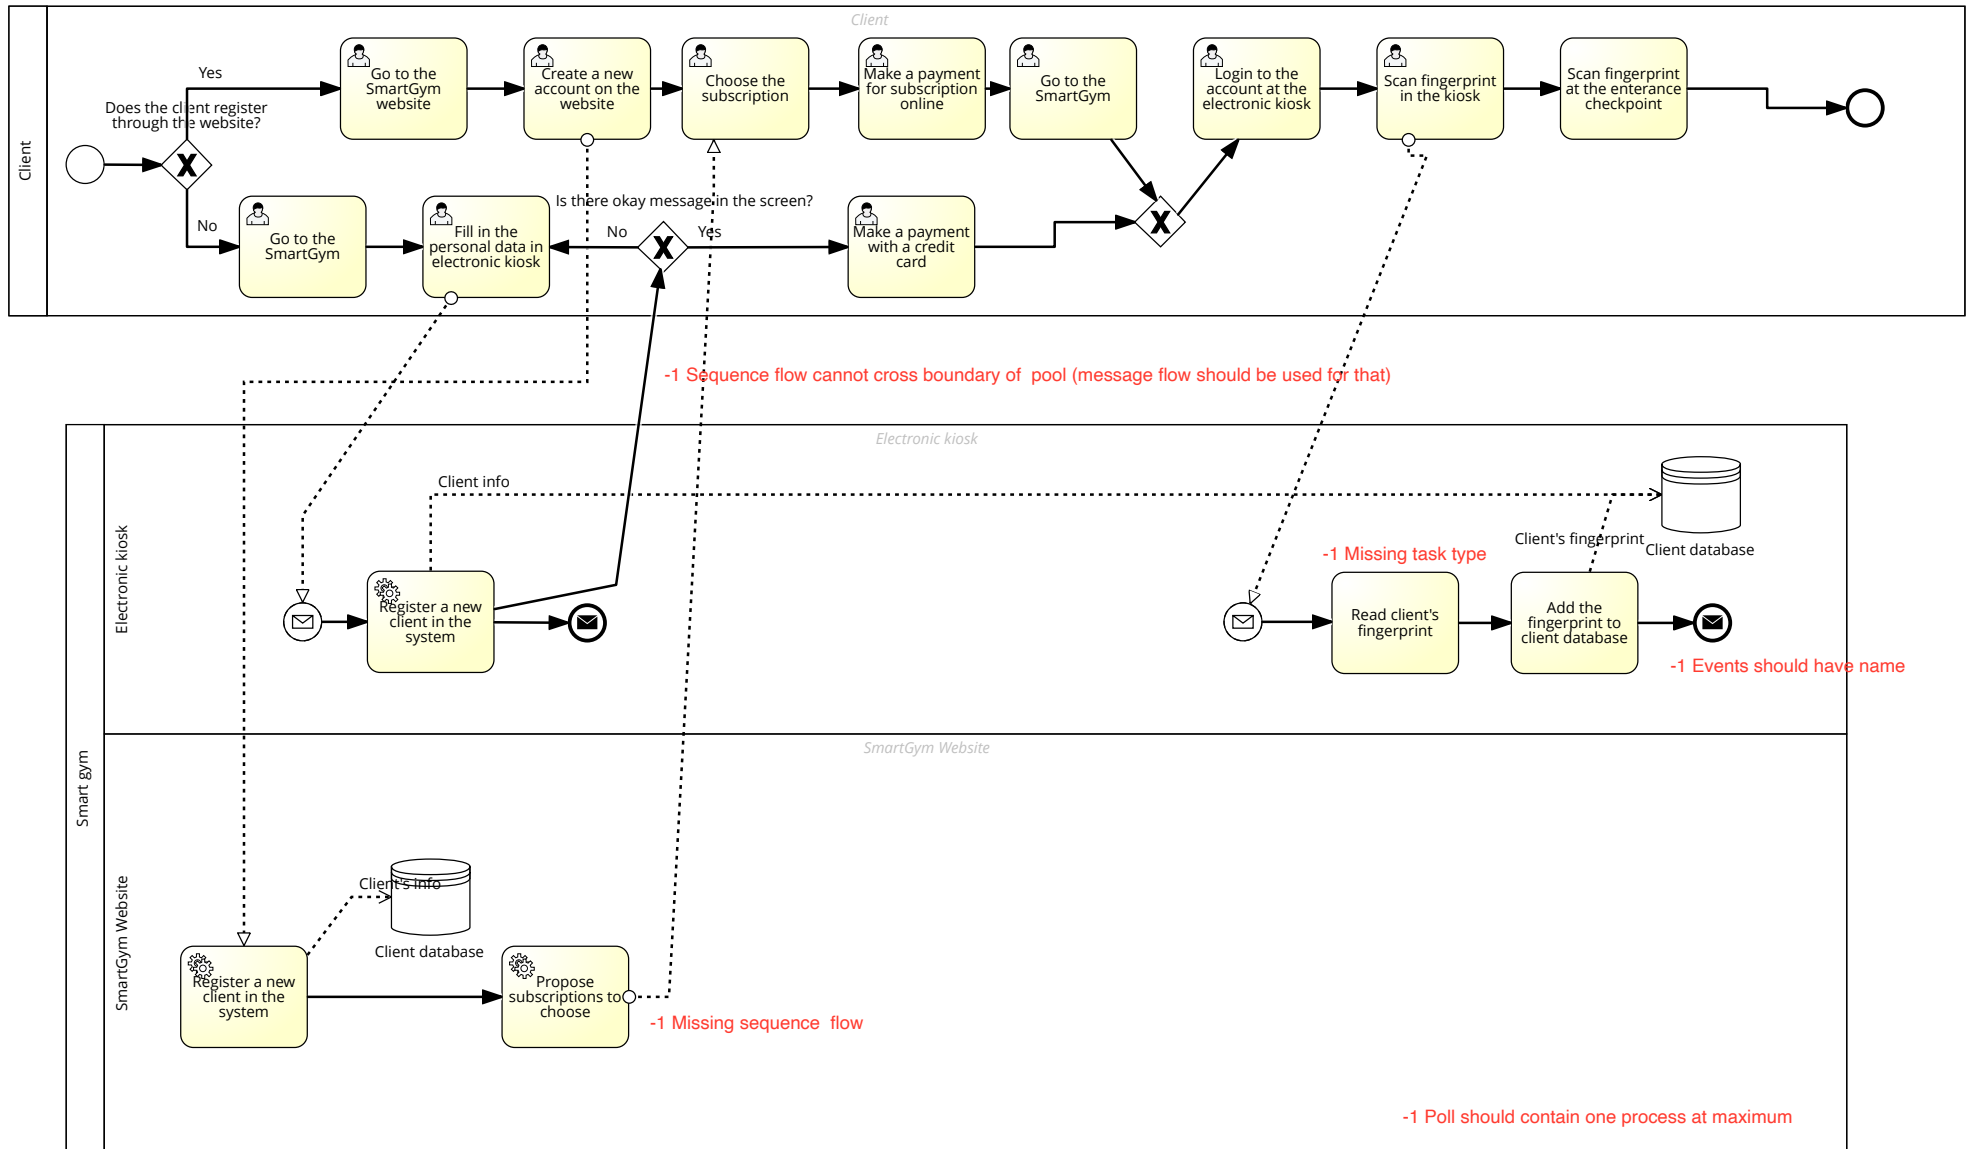 Client
Client
Yes
Does the client register
through the website?
Go to the
SmartGym
website
Create a new
account on the
website
Choose the
subscription
Make a payment
for subscription
online
Go to the
SmartGym
Login to the
account at the
electronic kiosk
Scan fingerprint
in the kiosk
Scan fingerprint
at the enterance
checkpoint
No
Go to the
SmartGym
Fill in the
personal data in
electronic kiosk
Is there okay message in the screen?
No
Yes
Make a payment
with a credit
card
-1 Sequence flow cannot cross boundary of pool (message flow should be used for that)
Smart gym
Electronic kiosk
Electronic kiosk
Client info
Register a new
client in the
system
-1 Missing task type
Client's fingerprint
Client database
Read client's
fingerprint
Add the
fingerprint to
client database
-1 Events should have name
SmartGym Website
SmartGym Website
Client's info
Client database
Register a new
client in the
system
Propose
subscriptions to
choose
-1 Missing sequence flow
-1 Poll should contain one process at maximum